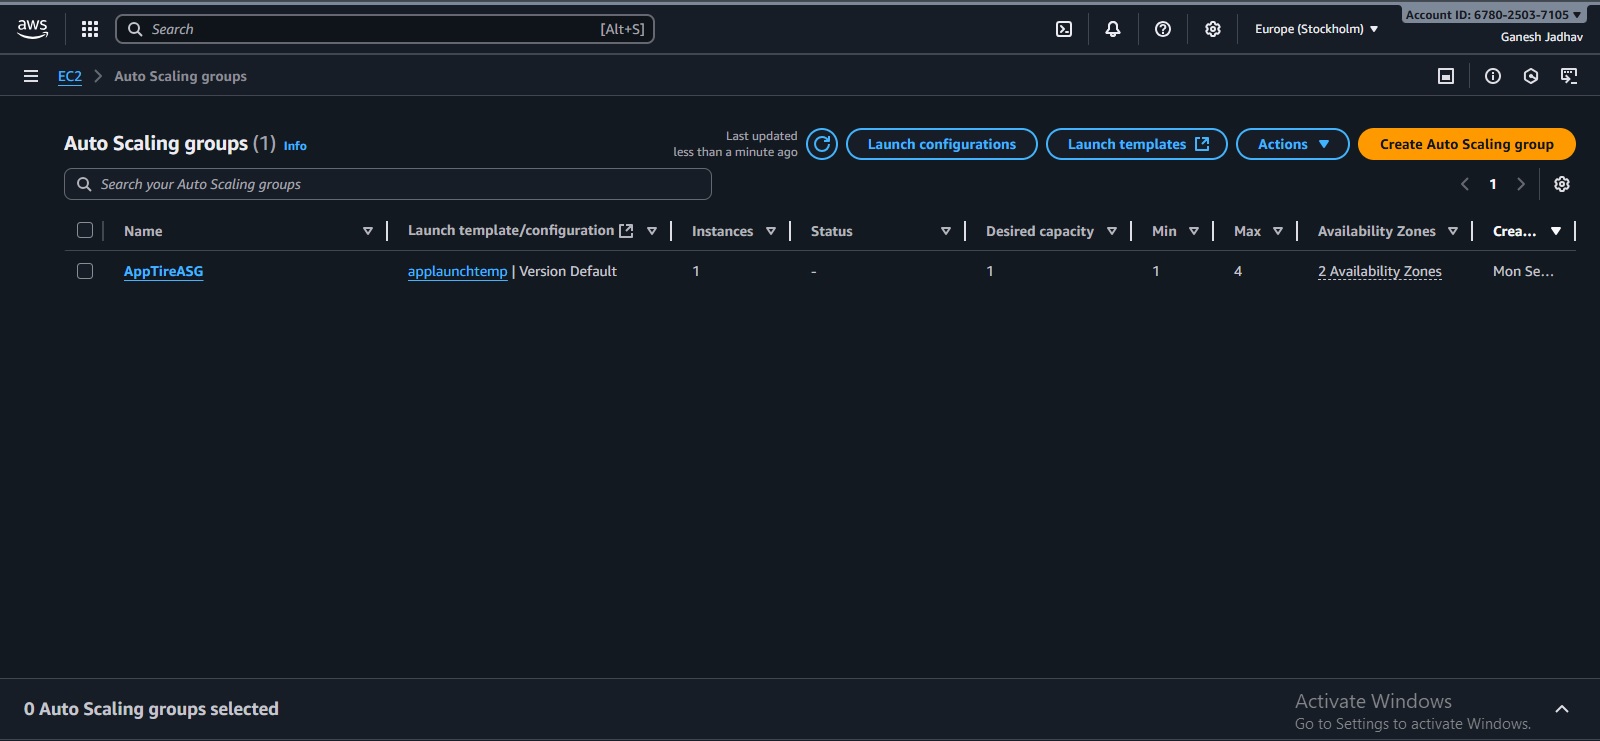 aws
Search [Alt+S]
Europe (Stockholm)
Account ID: 6780-2503-7105
Ganesh Jadhav
EC2 Auto Scaling groups
Auto Scaling groups (1) Info
Last updated
less than a minute ago
Launch configurations
Launch templates
Actions
Create Auto Scaling group
Search your Auto Scaling groups
1
Name Launch template/configuration Instances Status Desired capacity Min Max Availability Zones Crea...
AppTireASG applaunchtemp | Version Default 1 - 1 1 4 2 Availability Zones Mon Se...
0 Auto Scaling groups selected
Activate Windows
Go to Settings to activate Windows.